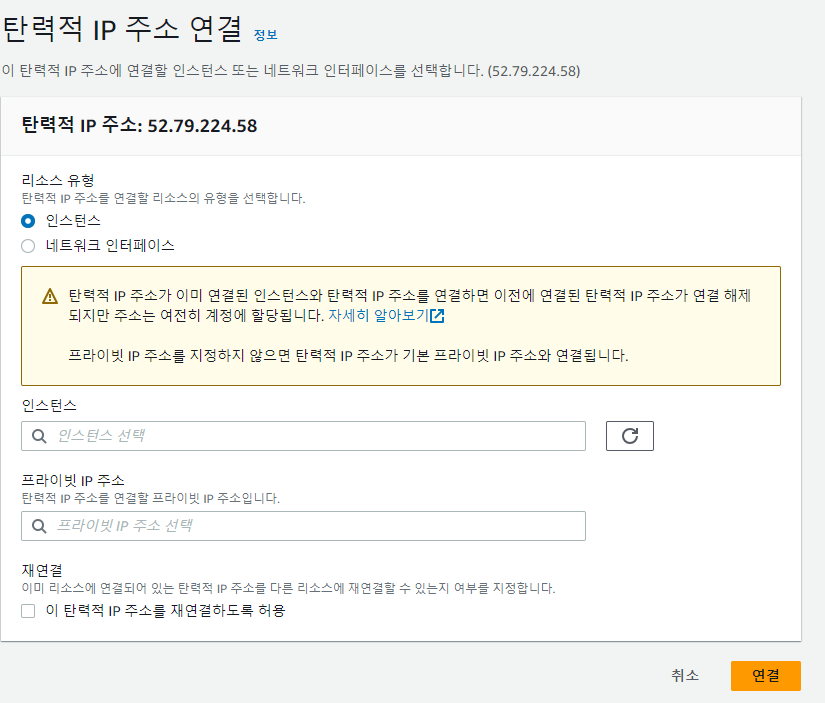 탄력적 IP 주소 연결 정보
이 탄력적 IP 주소에 연결할 인스턴스 또는 네트워크 인터페이스를 선택합니다. (52.79.224.58)
탄력적 IP 주소: 52.79.224.58
리소스 유형
탄력적 IP 주소를 연결할 리소스의 유형을 선택합니다.
인스턴스
네트워크 인터페이스
탄력적 IP 주소가 이미 연결된 인스턴스와 탄력적 IP 주소를 연결하면 이전에 연결된 탄력적 IP 주소가 연결 해제
되지만 주소는 여전히 계정에 할당됩니다. 자세히 알아보기
프라이빗 IP 주소를 지정하지 않으면 탄력적 IP 주소가 기본 프라이빗 IP 주소와 연결됩니다.
인스턴스
인스턴스 선택
프라이빗 IP 주소
탄력적 IP 주소를 연결할 프라이빗 IP 주소입니다.
프라이빗 IP 주소 선택
재연결
이미 리소스에 연결되어 있는 탄력적 IP 주소를 다른 리소스에 재연결할 수 있는지 여부를 지정합니다.
이 탄력적 IP 주소를 재연결하도록 허용
취소
연결